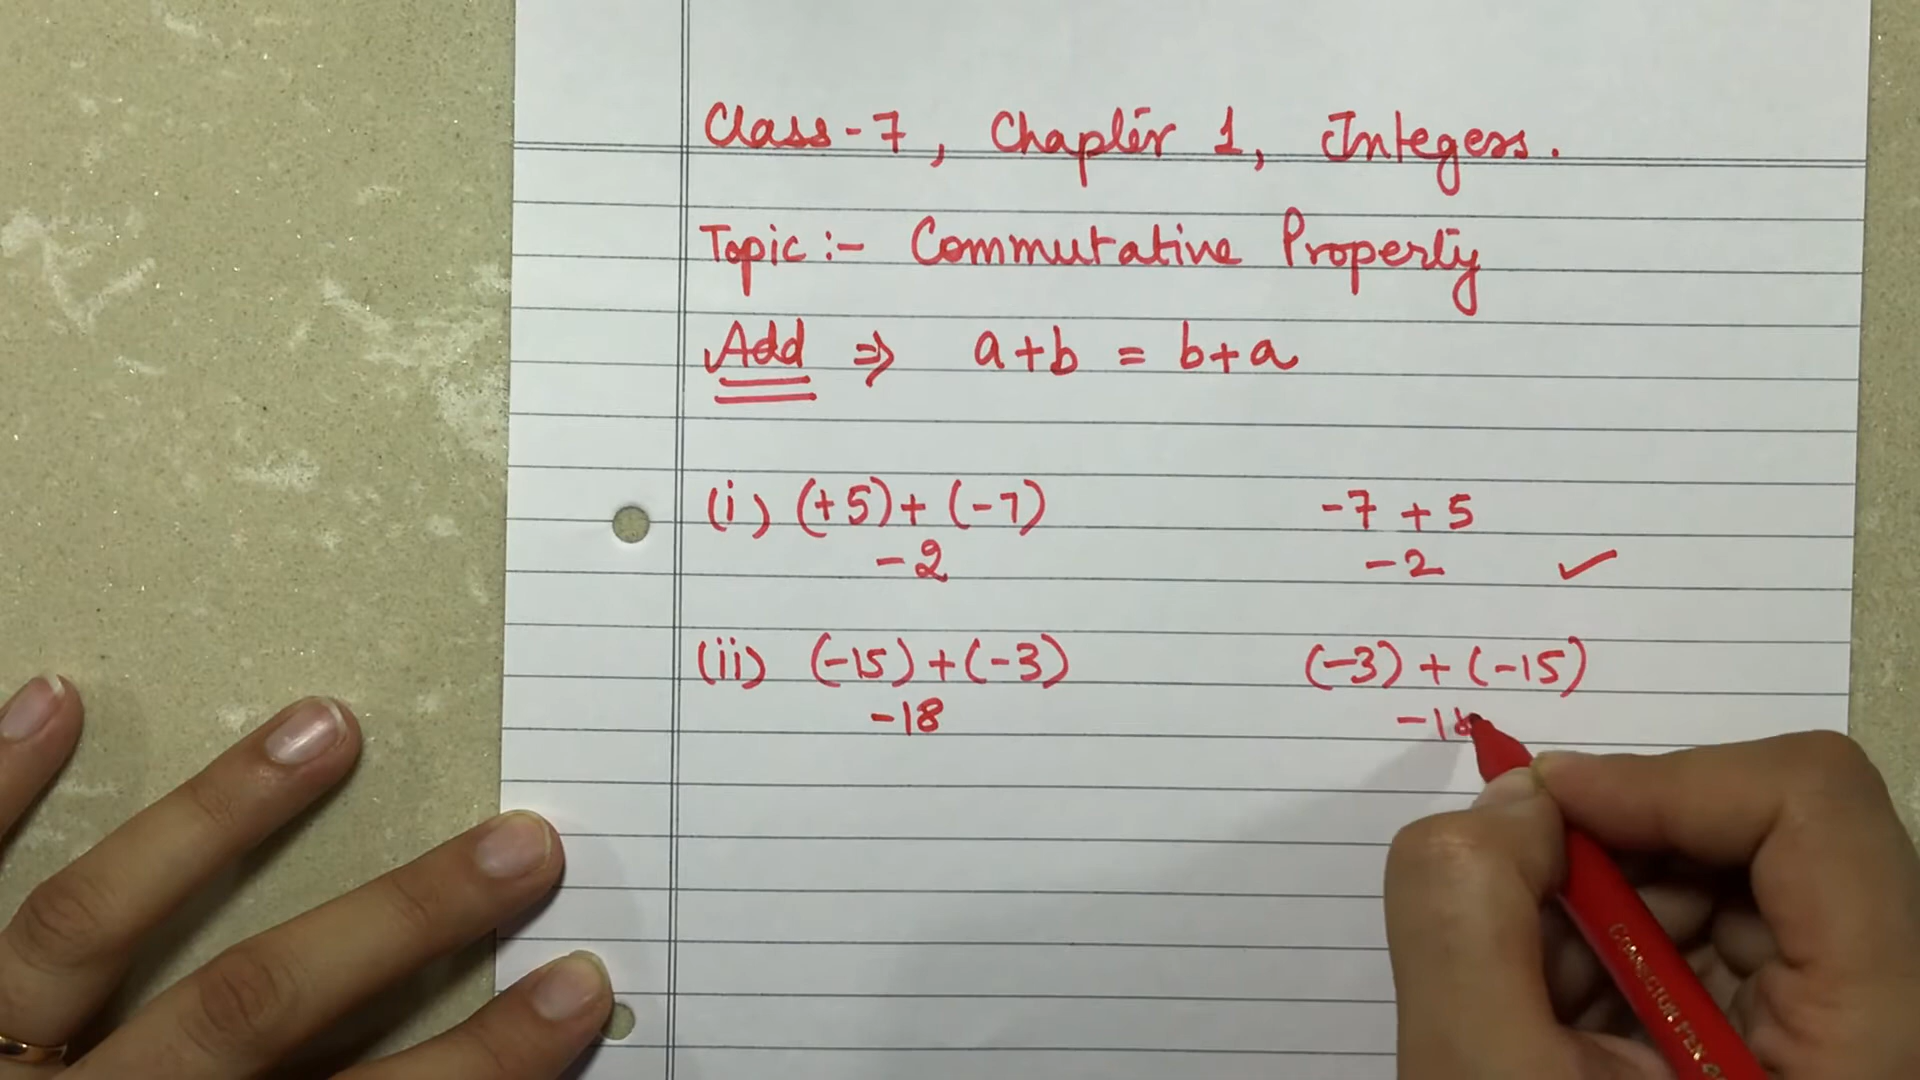 Class-7, Chapter 1, Integers.
Topic:- Commutative Property
Add ⇒ a+b = b+a
(i) (+5)+(-7) -7 +5
-2 -2 ✓
(ii) (-15)+(-3) (-3)+(-15)
-18 -18